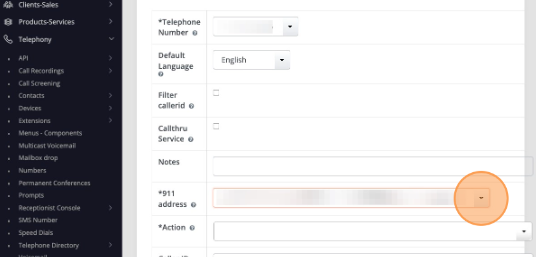 Clients-Sales
Products-Services
Telephony
API
Call Recordings
Call Screening
Contacts
Devices
Extensions
Menus - Components
Multicast Voicemail
Mailbox drop
Numbers
Permanent Conferences
Prompts
Receptionist Console
SMS Number
Speed Dials
Telephone Directory
*Telephone
Number
Default
Language
English
Filter
callerid
Callthru
Service
Notes
*911
address
*Action